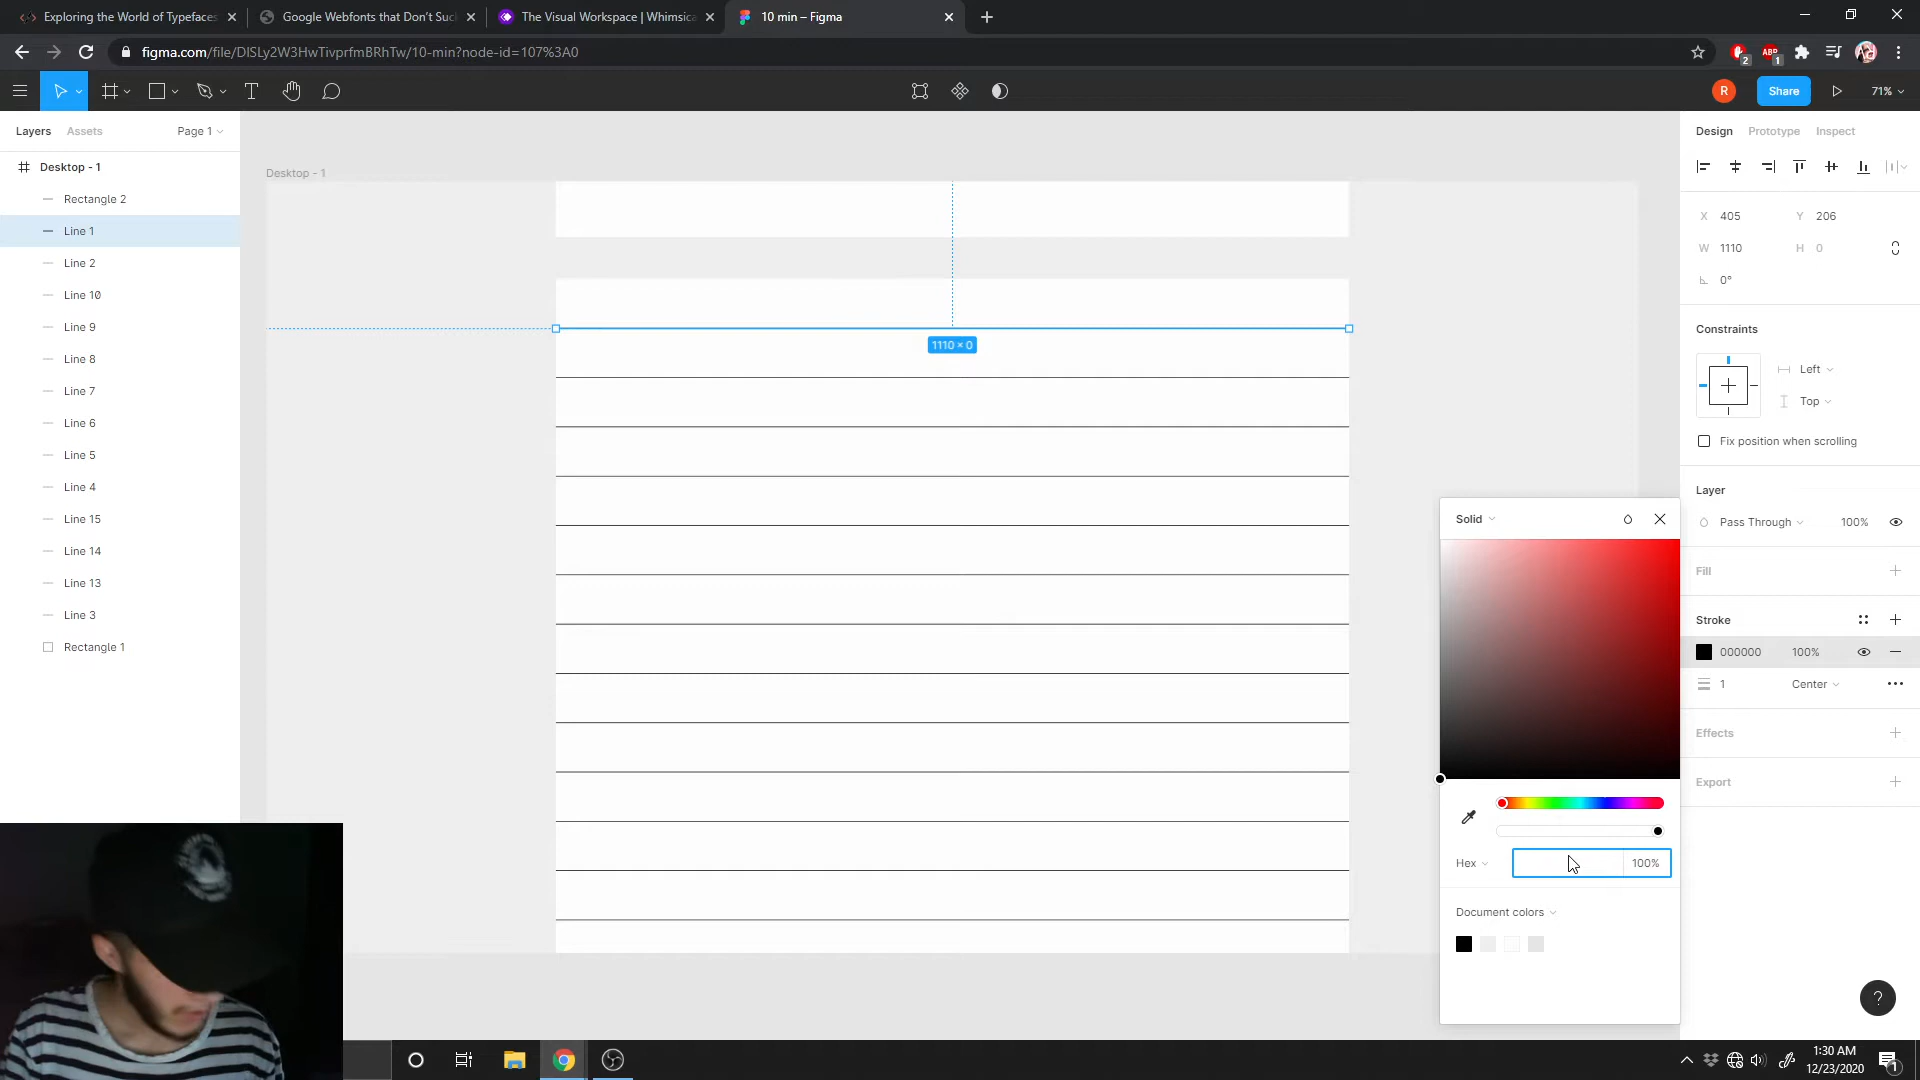 Exploring the World of Typefaces
Google Webfonts that Don't Suc
The Visual Workspace | Whimsica
10 min – Figma
figma.com/file/DlSLy2W3HwTivprfmBRhTw/10-min?node-id=107%3A0
2
ABP
1
R
Share
71%
Layers
Assets
Page 1
Design
Prototype
Inspect
Desktop - 1
Rectangle 2
Line 1
Line 2
Line 10
Line 9
Line 8
Line 7
Line 6
Line 5
Line 4
Line 15
Line 14
Line 13
Line 3
Rectangle 1
Desktop - 1
1110 × 0
X 405 Y 206
W 1110 H 0
0°
Constraints
Left
Top
Fix position when scrolling
Layer
Pass Through 100%
Fill
Stroke
000000 100%
1 Center
Effects
Export
Solid
Hex 100%
Document colors
?
1:30 AM
12/23/2020
1